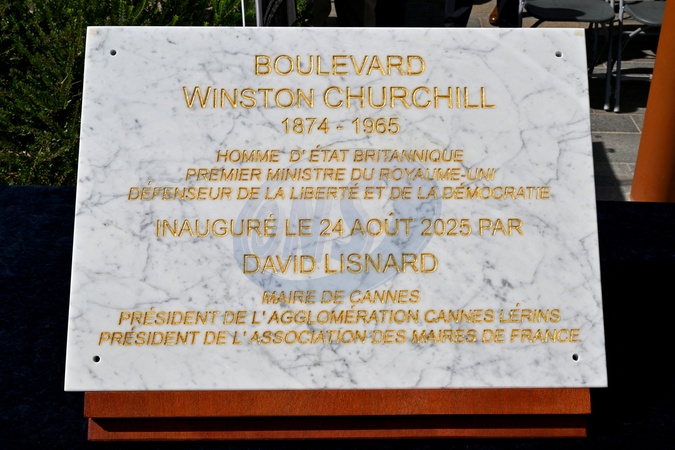 BOULEVARD
WINSTON CHURCHILL
1874 - 1965
HOMME D'ÉTAT BRITANNIQUE
PREMIER MINISTRE DU ROYAUME-UNI
DÉFENSEUR DE LA LIBERTÉ ET DE LA DÉMOCRATIE
INAUGURÉ LE 24 AOÛT 2025 PAR
DAVID LISNARD
MAIRE DE CANNES
PRÉSIDENT DE L'AGGLOMÉRATION CANNES LÉRINS
PRÉSIDENT DE L'ASSOCIATION DES MAIRES DE FRANCE